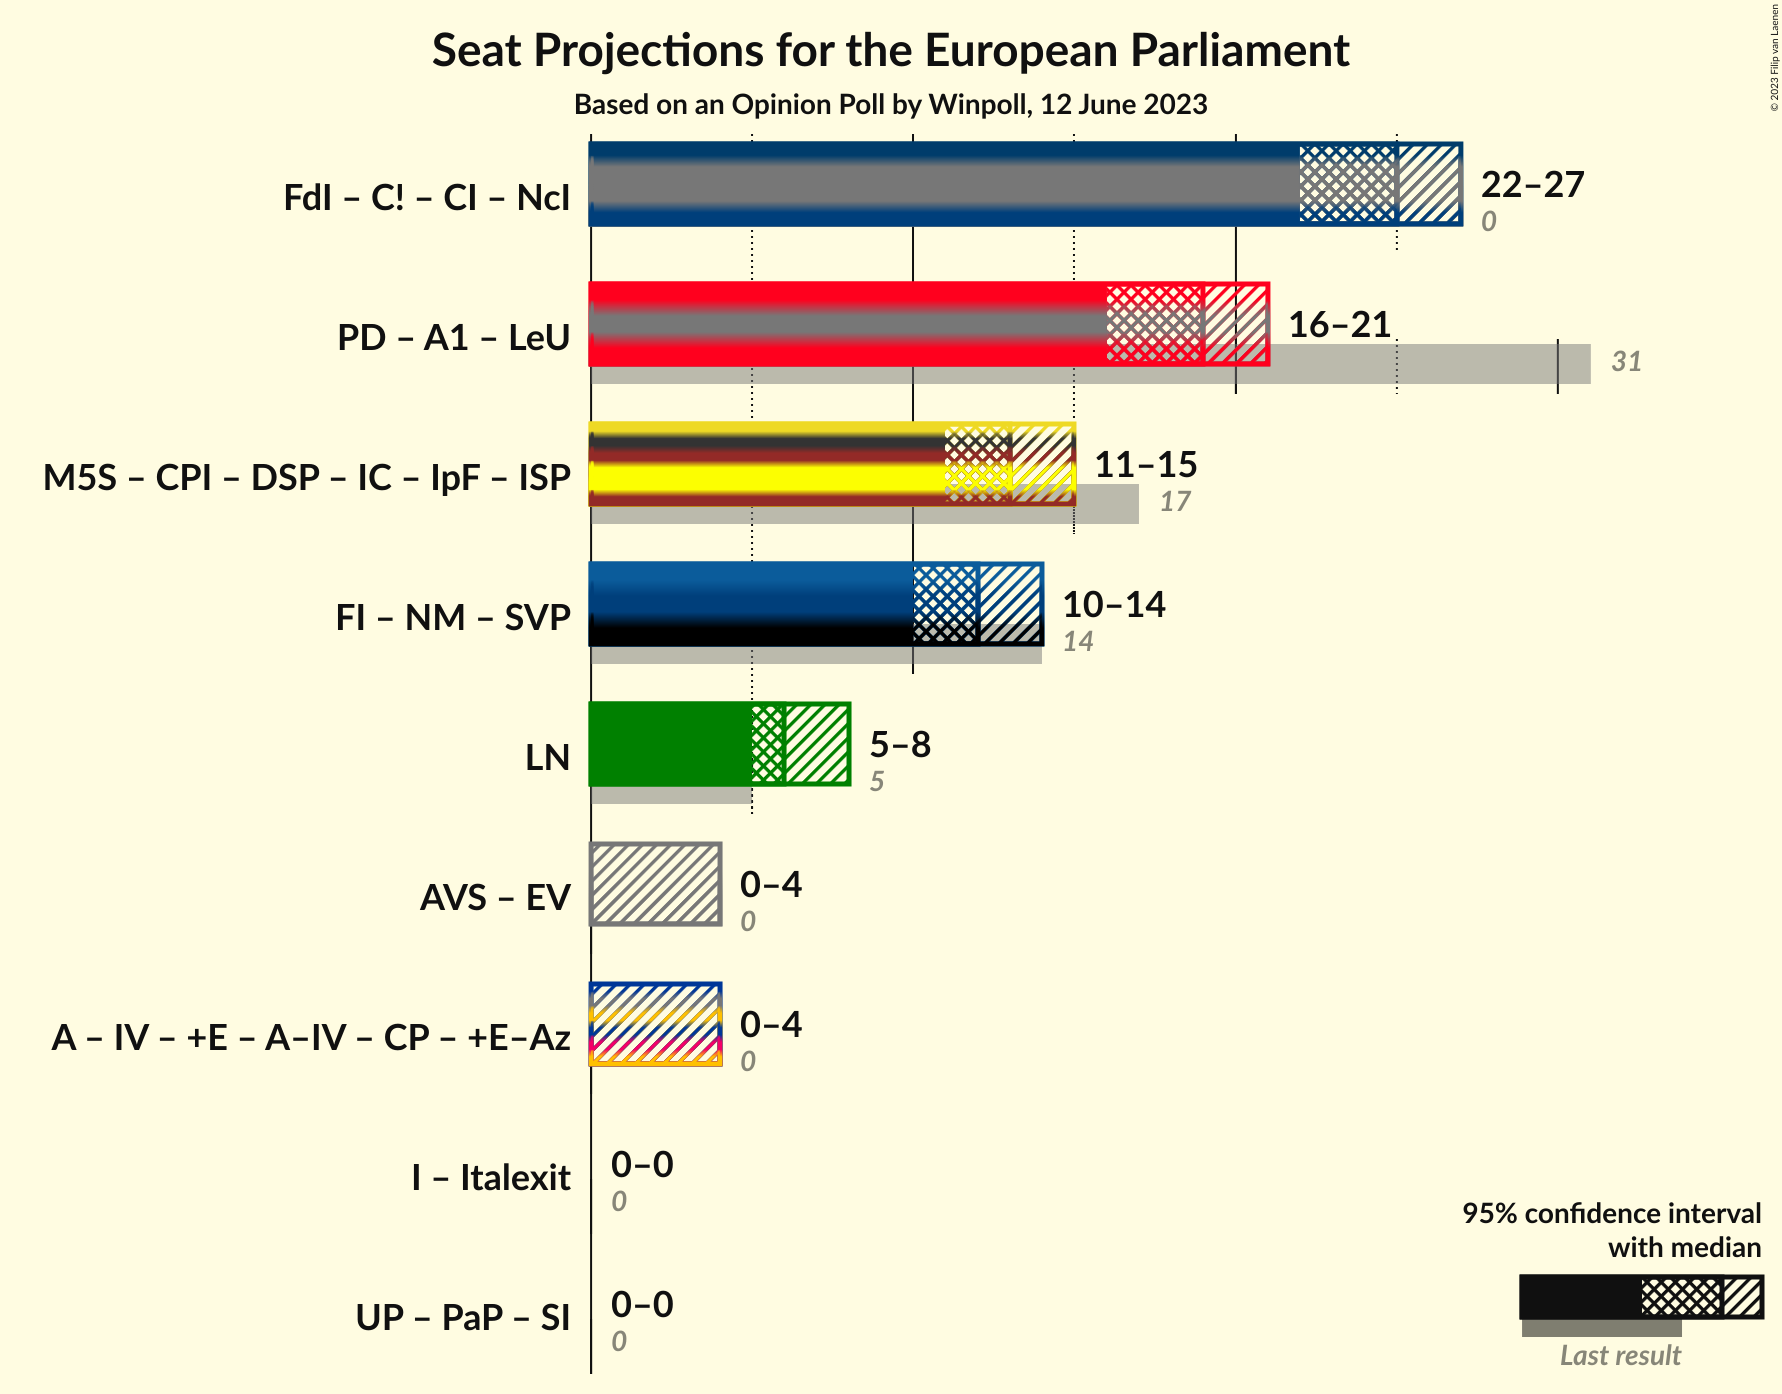 Seat Projections for the European Parliament
Based on an Opinion Poll by Winpoll, 12 June 2023
© 2023 Filip van Laenen
FdI – C! – CI – NcI
22–27
0
PD – A1 – LeU
16–21
31
M5S – CPI – DSP – IC – IpF – ISP
11–15
17
FI – NM – SVP
10–14
14
LN
5–8
5
AVS – EV
0–4
0
A – IV – +E – A–IV – CP – +E–Az
0–4
0
I – Italexit
0–0
0
UP – PaP – SI
0–0
0
95% confidence interval
with median
Last result